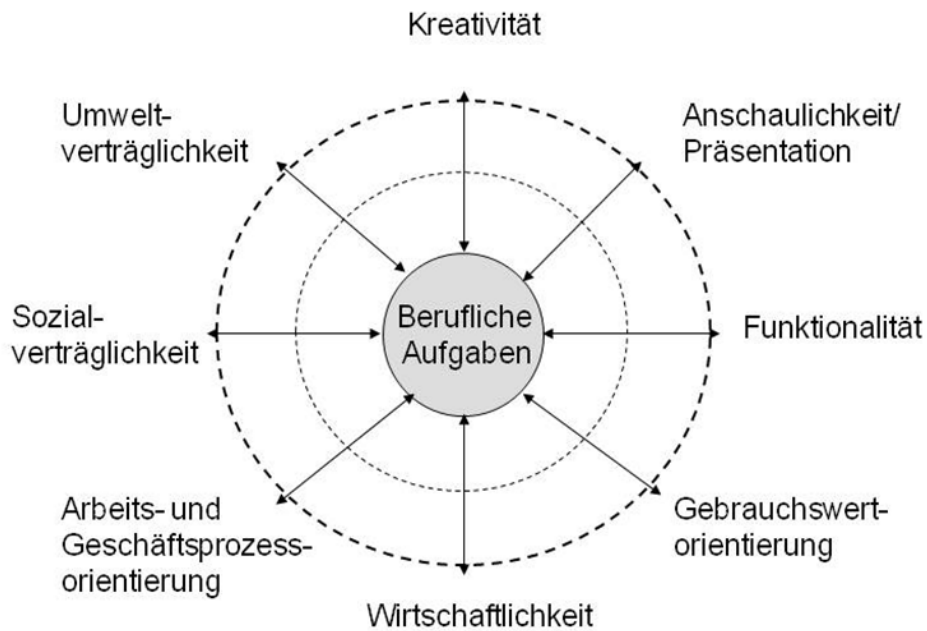 Kreativität
Umwelt-
verträglichkeit
Anschaulichkeit/
Präsentation
Sozial-
verträglichkeit
Berufliche
Aufgaben
Funktionalität
Arbeits- und
Geschäftsprozess-
orientierung
Gebrauchswert-
orientierung
Wirtschaftlichkeit